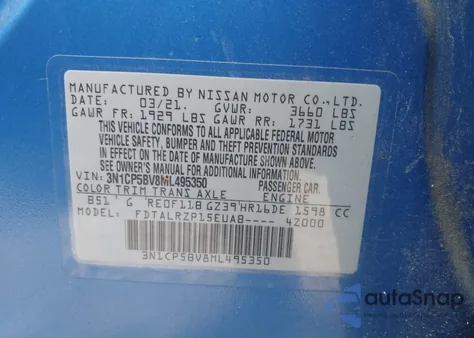 MANUFACTURED BY NISSAN MOTOR CO., LTD.
DATE: 03/21. GVWR: 3660 LBS
GAWR FR: 1929 LBS GAWR RR: 1731 LBS
THIS VEHICLE CONFORMS TO ALL APPLICABLE FEDERAL MOTOR
VEHICLE SAFETY, BUMPER AND THEFT PREVENTION STANDARDS
IN EFFECT ON THE DATE OF MANUFACTURE SHOWN ABOVE.
SEE OWNER'S MANUAL FOR ADDITIONAL INFORMATION.
VIN: 3N1CP5BV8ML495350 PASSENGER CAR.
COLOR TRIM TRANS AXLE ENGINE
B51' G REOF11B GZ39'HR16DE 1598 CC
MODEL: FDTALRZP15EUA8---- 4Z000
3N1CP5BV8ML495350
autoSnap